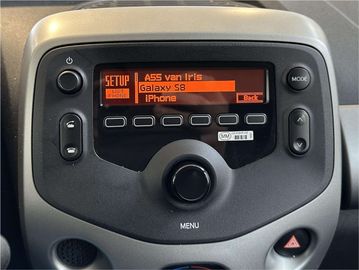 SETUP
A55 van Iris
Galaxy S8
iPhone
Back
MODE
MENU